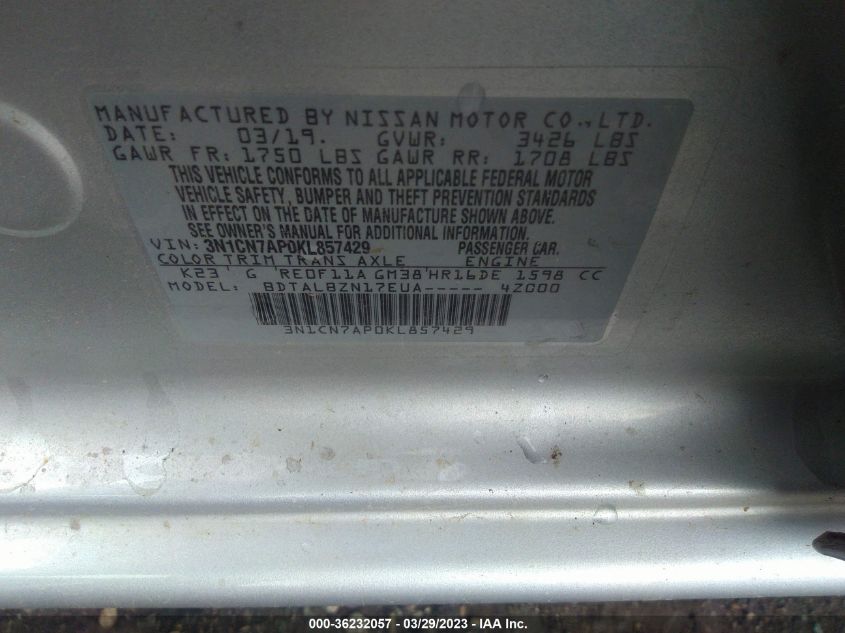 MANUFACTURED BY NISSAN MOTOR CO., LTD.
DATE: 03/19. GVWR: 3426 LBS
GAWR FR: 1750 LBS GAWR RR: 1708 LBS
THIS VEHICLE CONFORMS TO ALL APPLICABLE FEDERAL MOTOR
VEHICLE SAFETY, BUMPER AND THEFT PREVENTION STANDARDS
IN EFFECT ON THE DATE OF MANUFACTURE SHOWN ABOVE.
SEE OWNER'S MANUAL FOR ADDITIONAL INFORMATION.
VIN: 3N1CN7AP0KL857429 PASSENGER CAR.
COLOR TRIM TRANS AXLE ENGINE
K23 G RE0F11A GM38 HR16DE 1598 CC
MODEL: BDTALBZN17EUA----- 4Z000
3N1CN7AP0KL857429
000-36232057 - 03/29/2023 - IAA Inc.